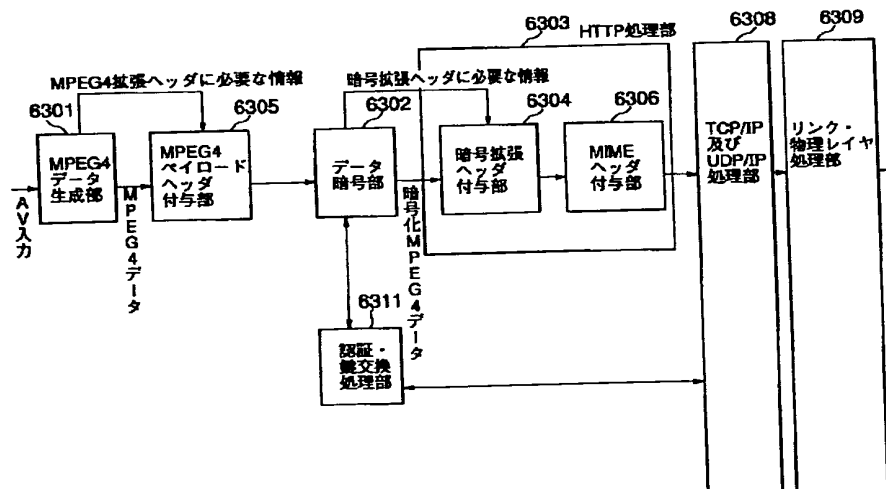 6303
HTTP処理部
6308
6309
MPEG4拡張ヘッダに必要な情報
暗号拡張ヘッダに必要な情報
6301
6305
6302
6304
6306
MPEG4
データ
生成部
MPEG4
ペイロード
ヘッダ
付与部
データ
暗号部
暗号拡張
ヘッダ
付与部
MIME
ヘッダ
付与部
TCP/IP
及び
UDP/IP
処理部
リンク・
物理レイヤ
処理部
AV入力
MPEG4データ
暗号化MPEG4データ
6311
認証・
鍵交換
処理部